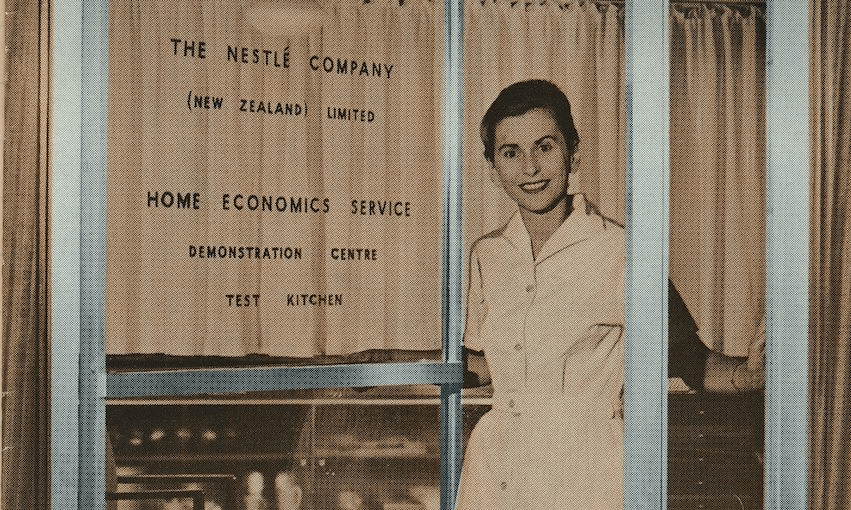 THE NESTLÉ COMPANY
(NEW ZEALAND) LIMITED
HOME ECONOMICS SERVICE
DEMONSTRATION CENTRE
TEST KITCHEN